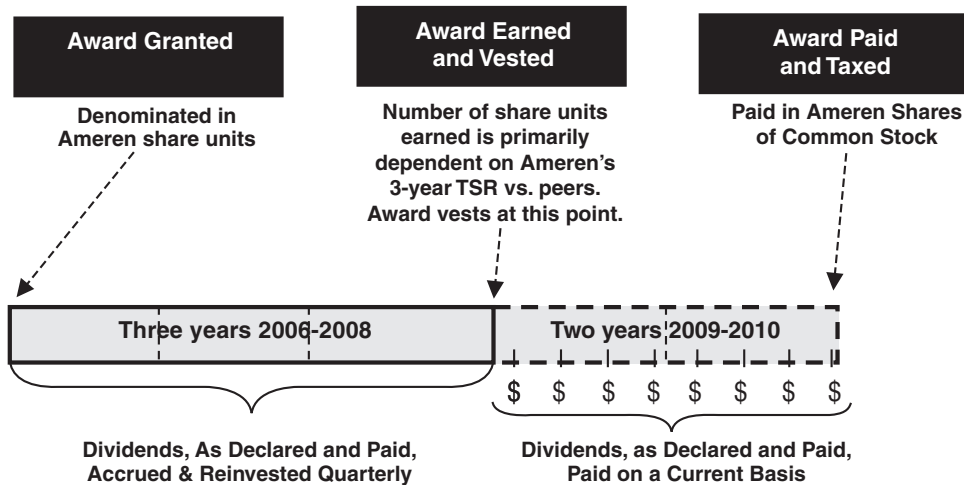 Award Granted
Award Earned
and Vested
Award Paid
and Taxed
Denominated in
Ameren share units
Number of share units
earned is primarily
dependent on Ameren's
3-year TSR vs. peers.
Award vests at this point.
Paid in Ameren Shares
of Common Stock
Three years 2006-2008
Two years 2009-2010
$ $ $ $ $ $ $ $
Dividends, As Declared and Paid,
Accrued & Reinvested Quarterly
Dividends, as Declared and Paid,
Paid on a Current Basis